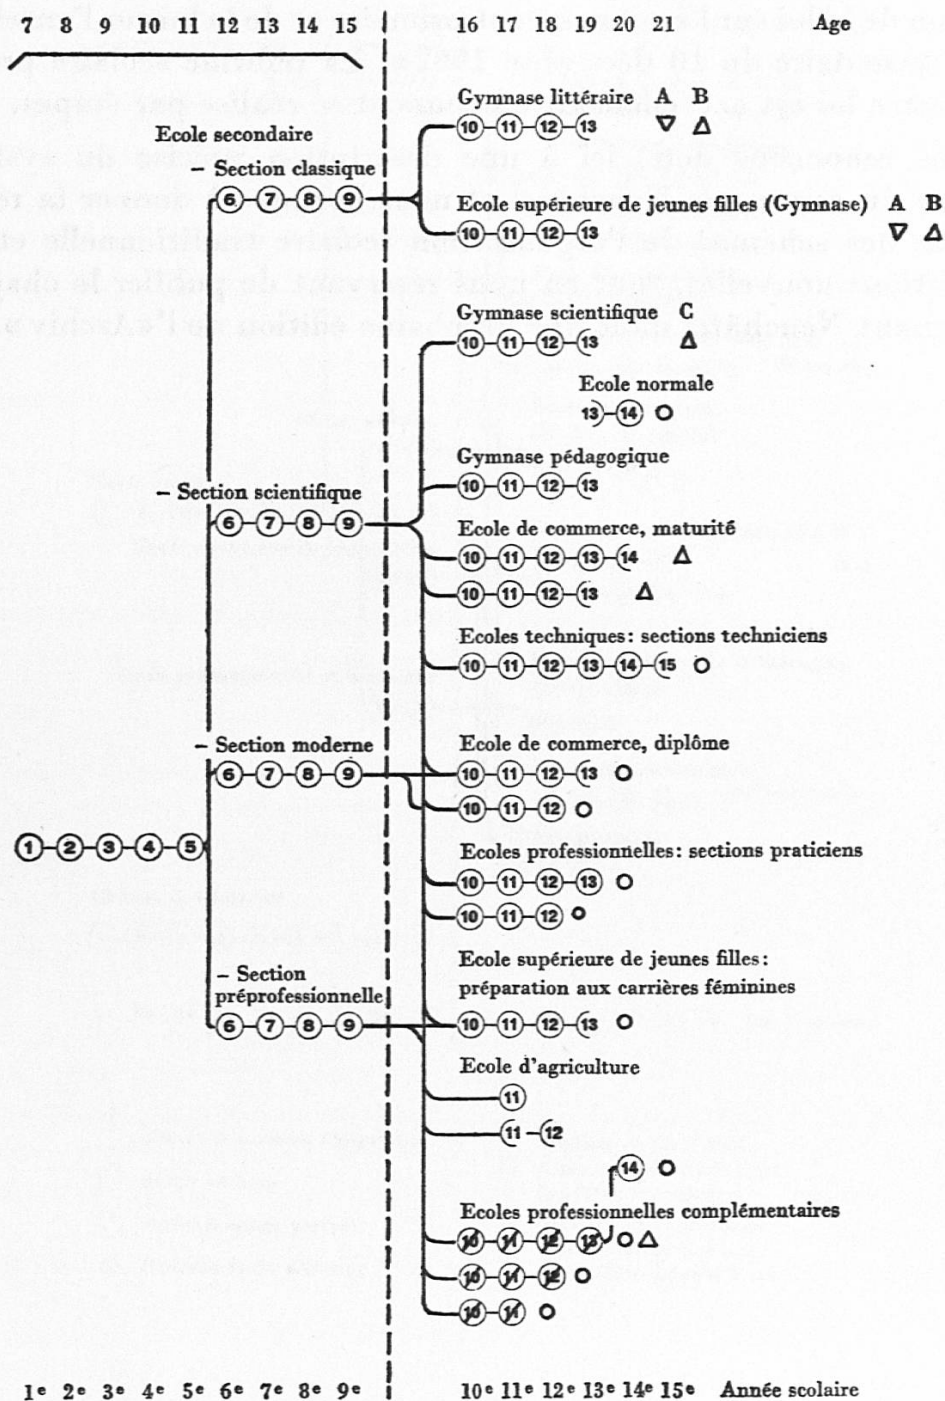 7 8 9 10 11 12 13 14 15 16 17 18 19 20 21 Age
Gymnase littéraire A B
10 11 12 13
Ecole secondaire
– Section classique
6 7 8 9
Ecole supérieure de jeunes filles (Gymnase) A B
10 11 12 13
Gymnase scientifique C
10 11 12 13
Ecole normale
13 14
Gymnase pédagogique
10 11 12 13
– Section scientifique
6 7 8 9
Ecole de commerce, maturité
10 11 12 13 14
10 11 12 13
Ecoles techniques: sections techniciens
10 11 12 13 14 15
– Section moderne
6 7 8 9
Ecole de commerce, diplôme
10 11 12 13
10 11 12
1 2 3 4 5
Ecoles professionnelles: sections praticiens
10 11 12 13
10 11 12
– Section
préprofessionnelle
6 7 8 9
Ecole supérieure de jeunes filles:
préparation aux carrières féminines
10 11 12 13
Ecole d'agriculture
11
11 12
14
Ecoles professionnelles complémentaires
10 11 12 13
10 11 12
10 11
1e 2e 3e 4e 5e 6e 7e 8e 9e 10e 11e 12e 13e 14e 15e Année scolaire